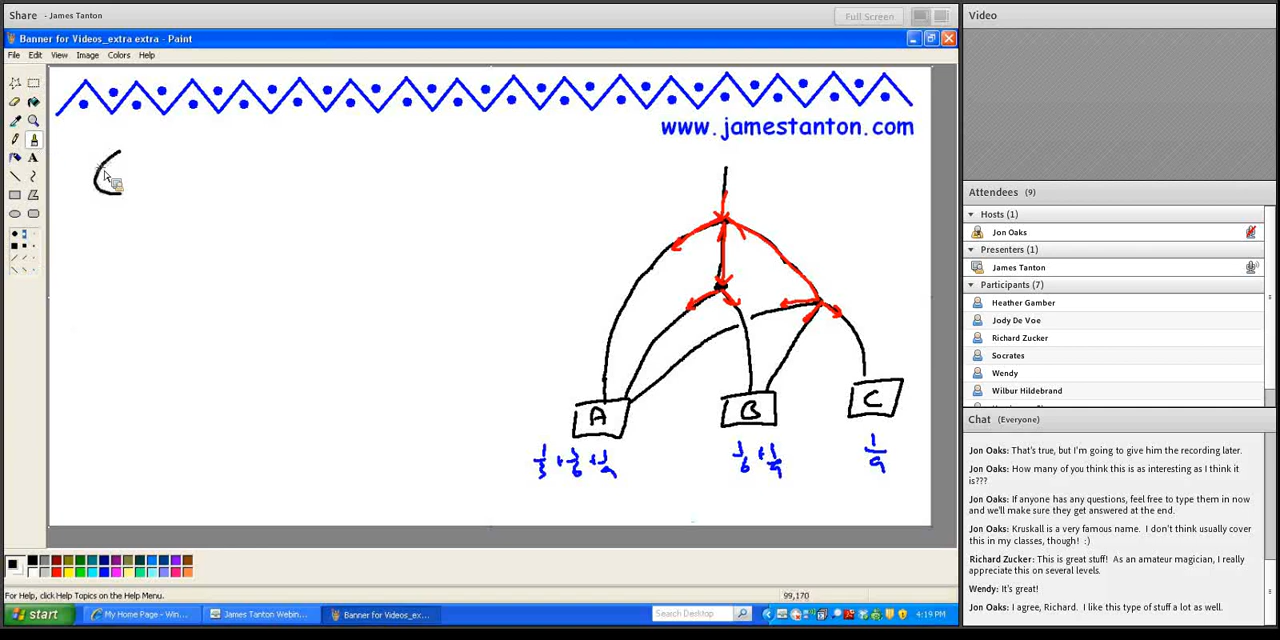 Share - James Tanton
Full Screen
Video
Banner for Videos_extra extra - Paint
File Edit View Image Colors Help
www.jamestanton.com
A
B
C
1/3 + 1/6 + 1/9
1/6 + 1/9
1/9
Attendees (9)
Hosts (1)
Jon Oaks
Presenters (1)
James Tanton
Participants (7)
Heather Gamber
Jody De Voe
Richard Zucker
Socrates
Wendy
Wilbur Hildebrand
Chat (Everyone)
Jon Oaks: That's true, but I'm going to give him the recording later.
Jon Oaks: How many of you think this is as interesting as I think it
is???
Jon Oaks: If anyone has any questions, feel free to type them in now
and we'll make sure they get answered at the end.
Jon Oaks: Kruskall is a very famous name. I don't think usually cover
this in my classes, though! :)
Richard Zucker: This is great stuff! As an amateur magician, I really
appreciate this on several levels.
Wendy: It's great!
Jon Oaks: I agree, Richard. I like this type of stuff a lot as well.
For Help, click Help Topics on the Help Menu.
99,170
start
My Home Page - Win...
James Tanton Webin...
Banner for Videos_ex...
Search Desktop
4:19 PM